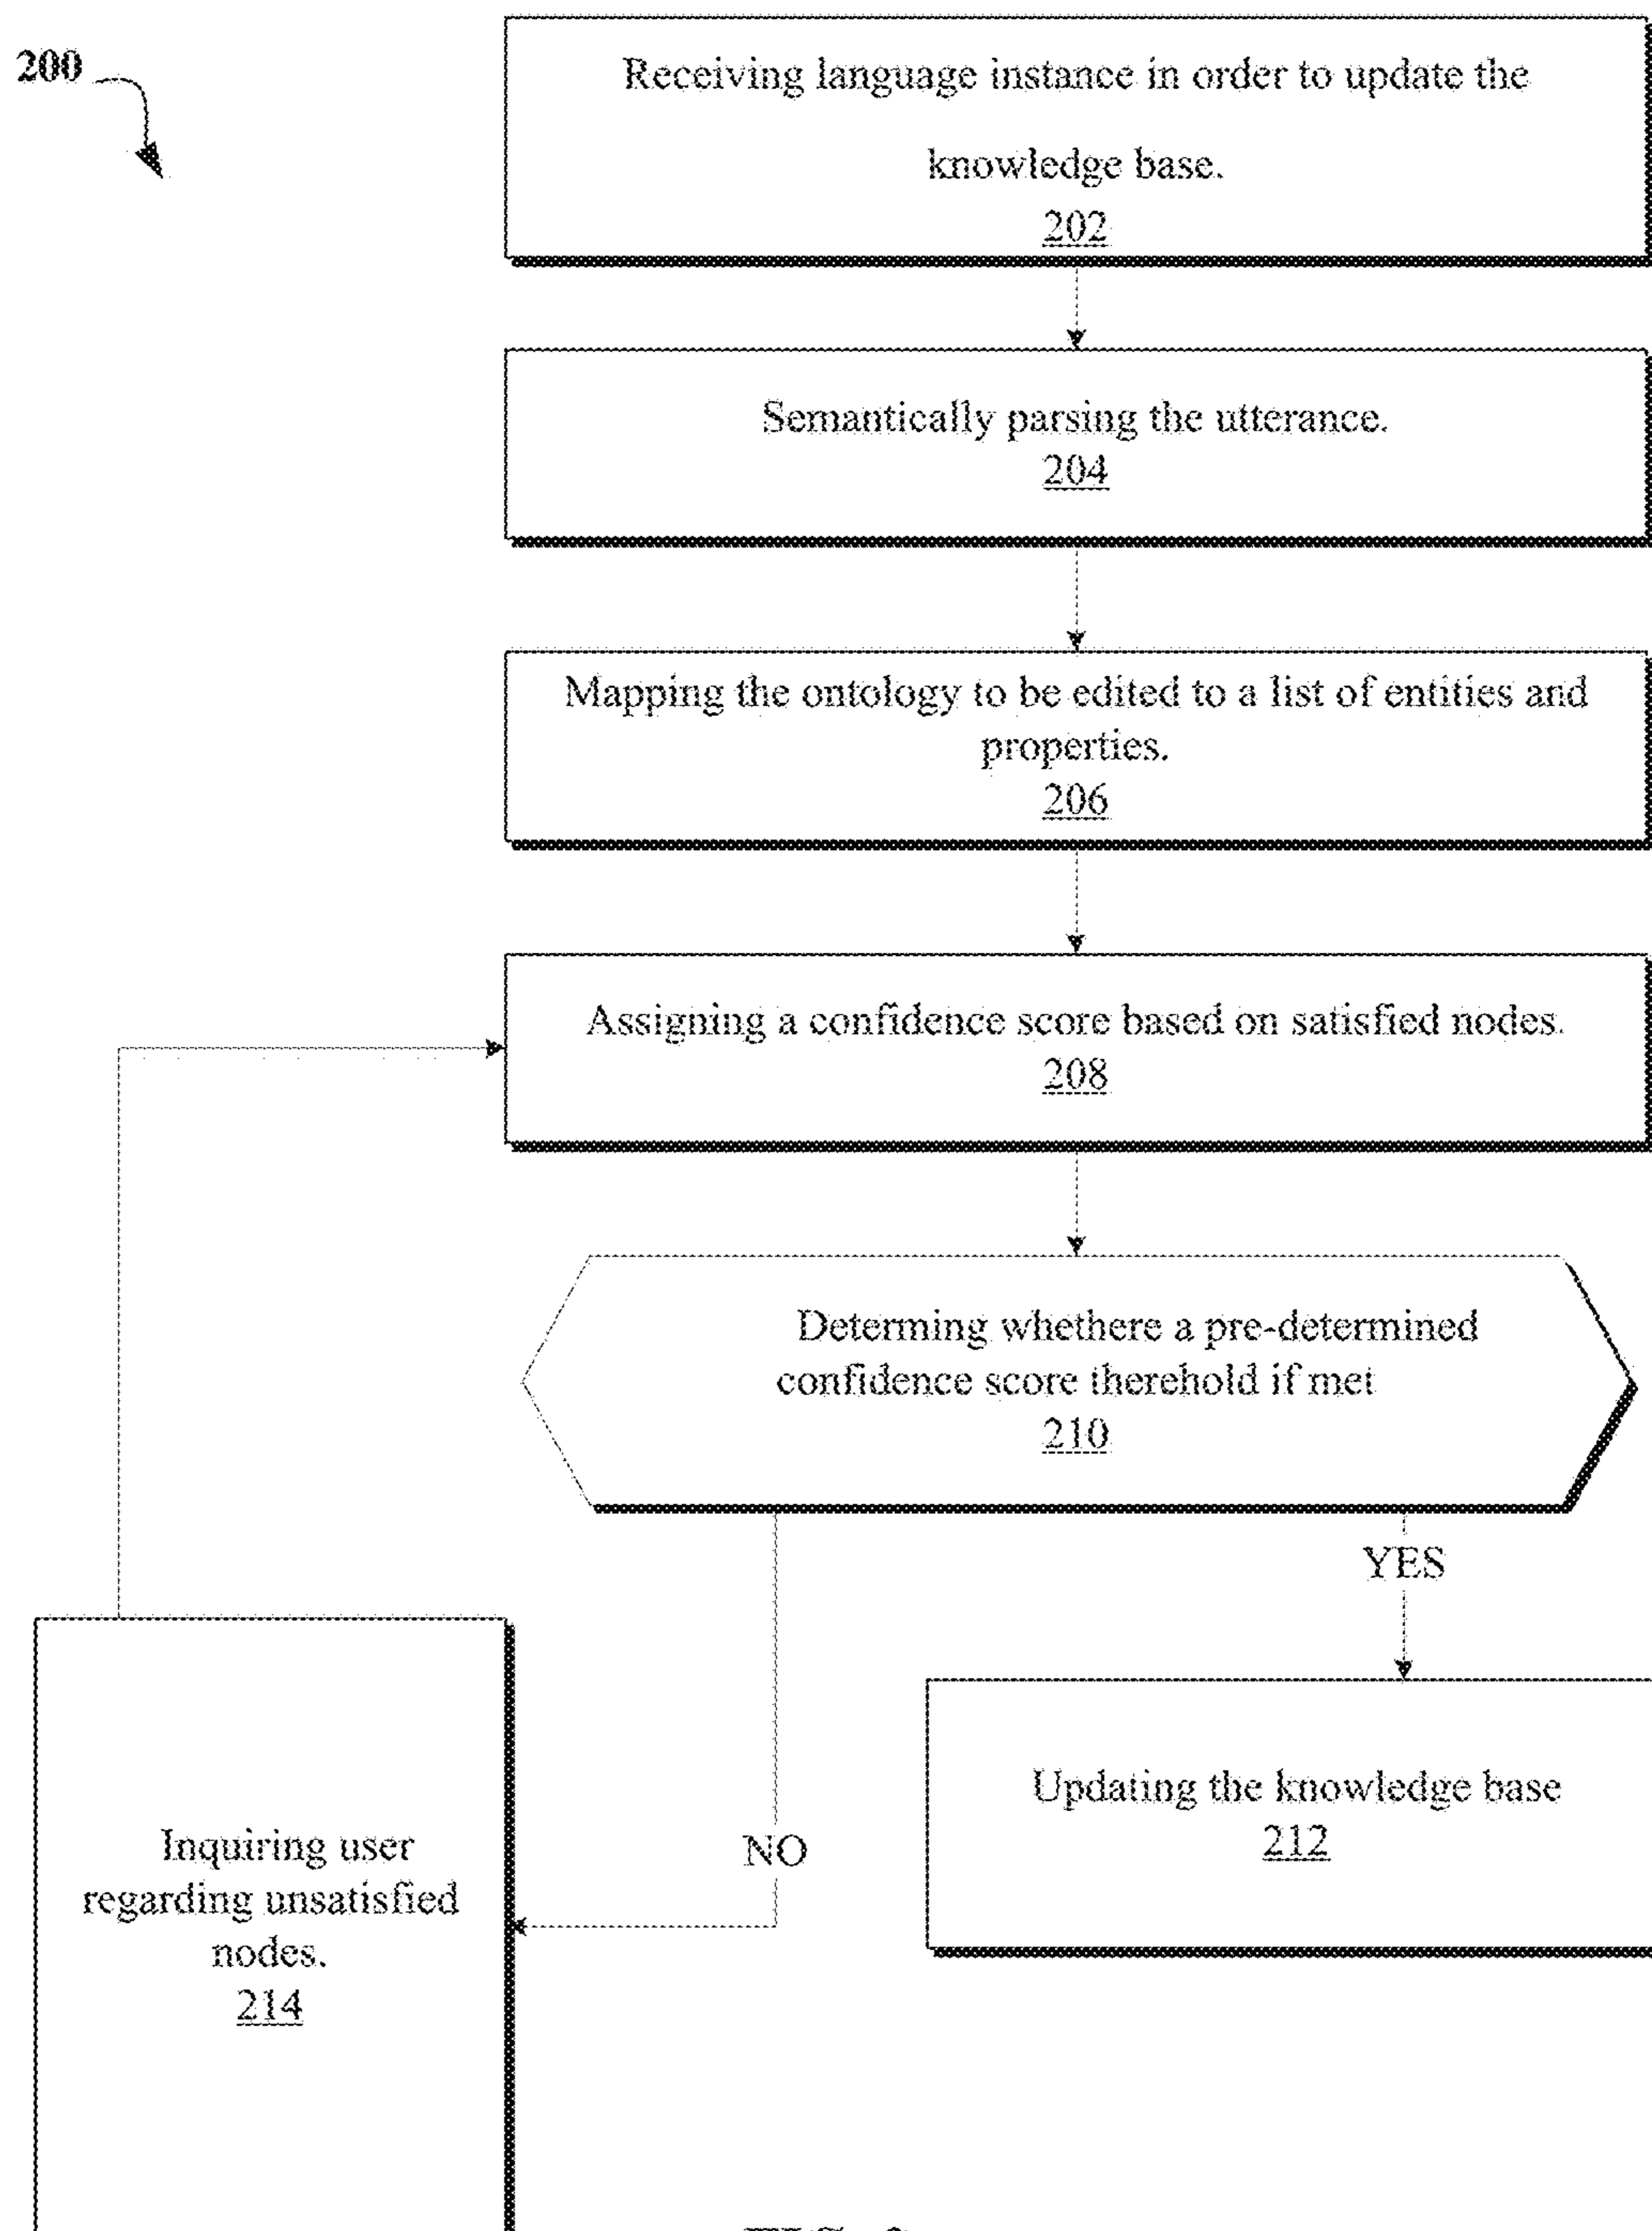 200
Receiving language instance in order to update the
knowledge base.
202
Semantically parsing the utterance.
204
Mapping the ontology to be edited to a list of entities and
properties.
206
Assigning a confidence score based on satisfied nodes.
208
Determing whethere a pre-determined
confidence score therehold if met
210
YES
Updating the knowledge base
212
NO
Inquiring user
regarding unsatisfied
nodes.
214